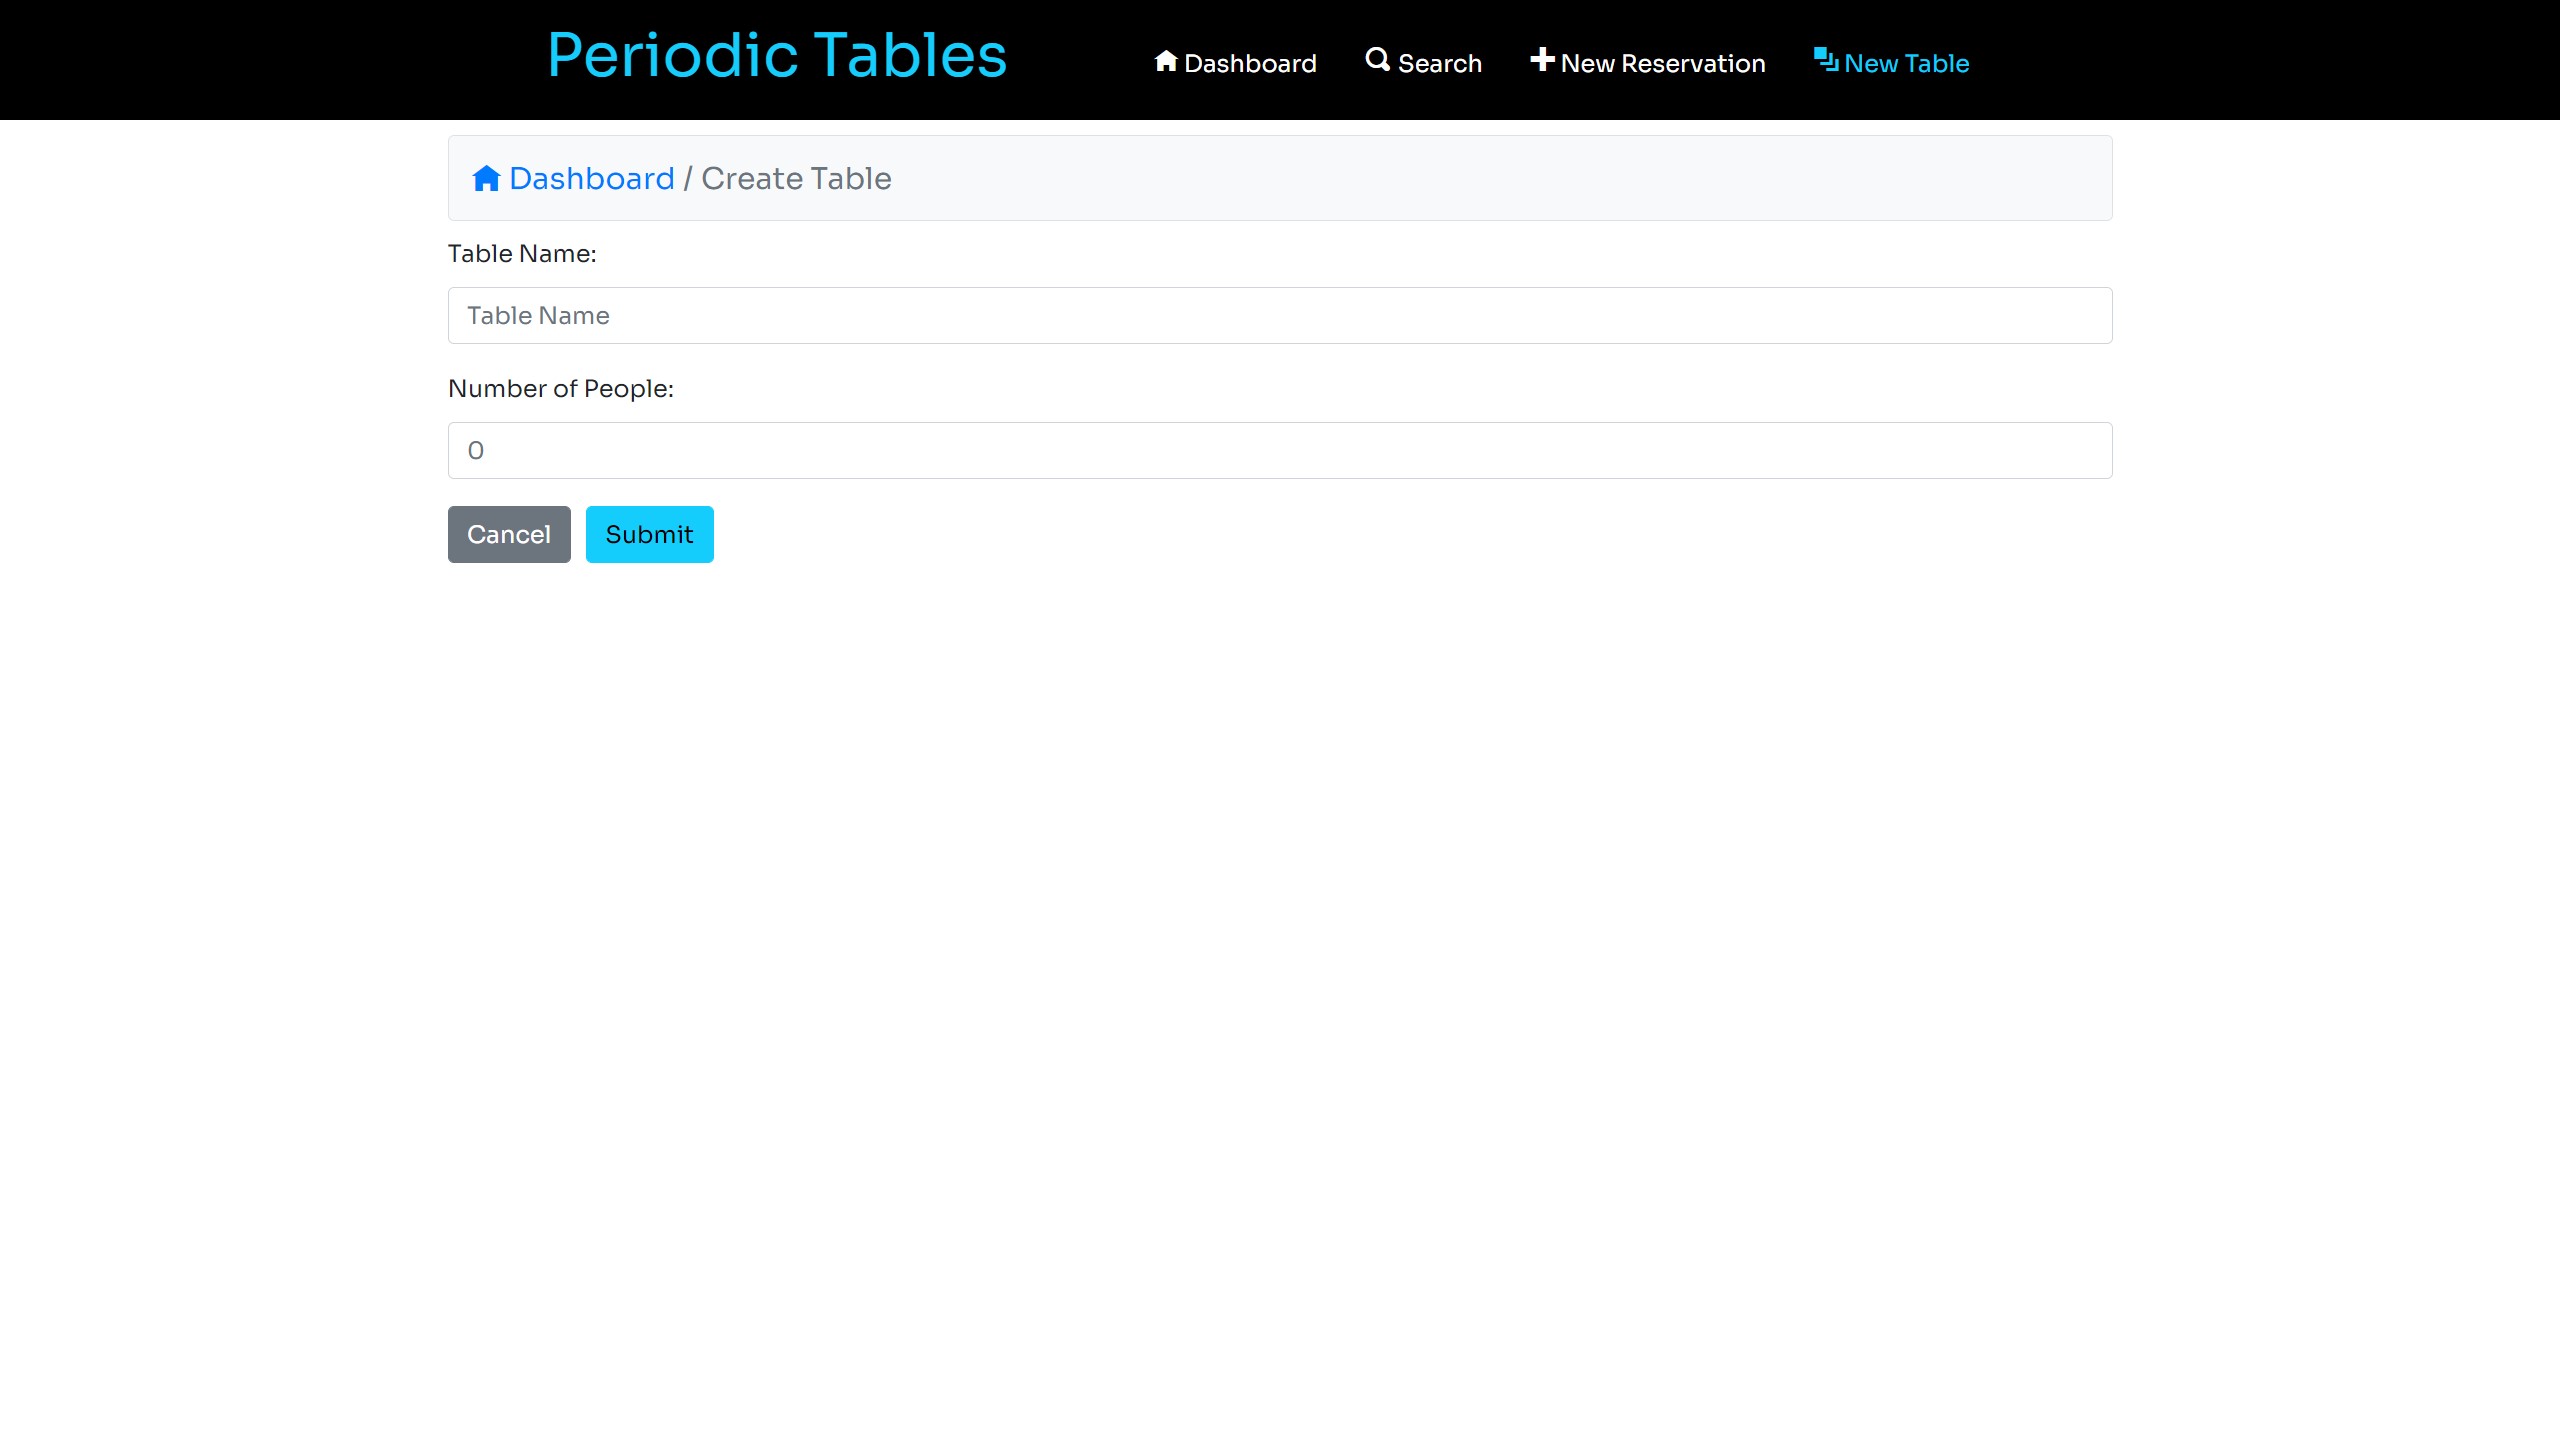 Periodic Tables
Dashboard Search New Reservation New Table
Dashboard / Create Table
Table Name:
Table Name
Number of People:
0
Cancel Submit